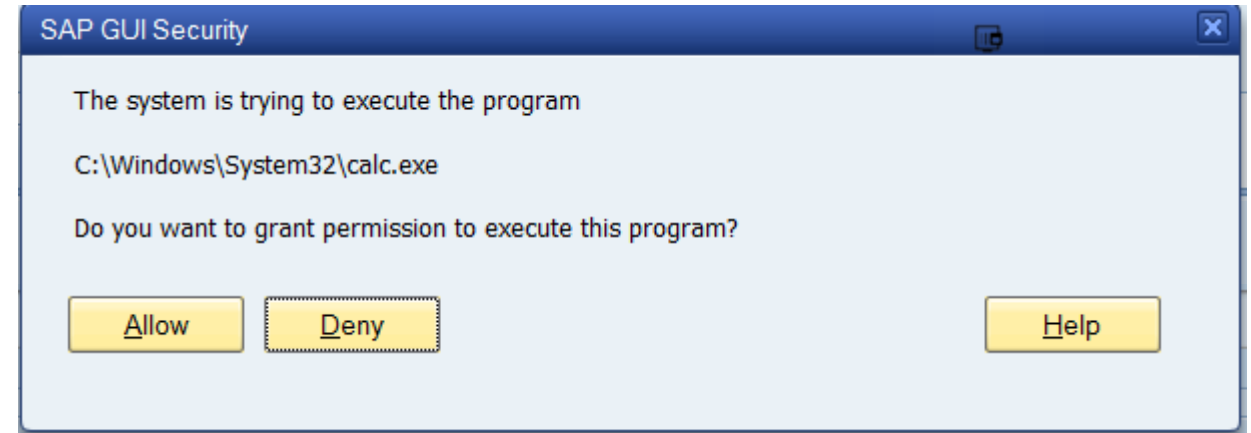 SAP GUI Security
The system is trying to execute the program
C:\Windows\System32\calc.exe
Do you want to grant permission to execute this program?
Allow
Deny
Help